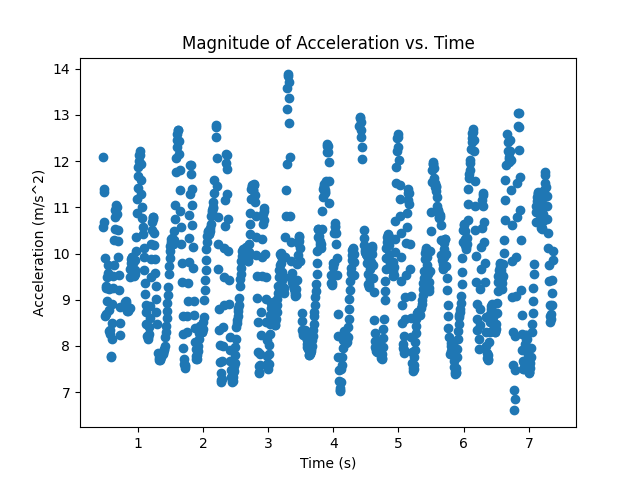 Magnitude of Acceleration vs. Time
Acceleration (m/s^2)
14
13
12
11
10
9
8
7
1 2 3 4 5 6 7
Time (s)